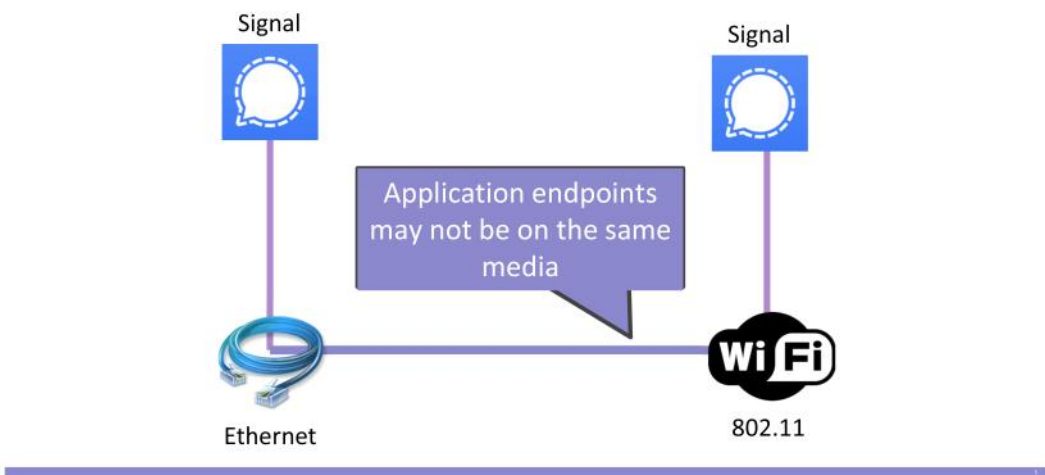 Signal
Signal
Application endpoints
may not be on the same
media
Wi Fi
Ethernet
802.11